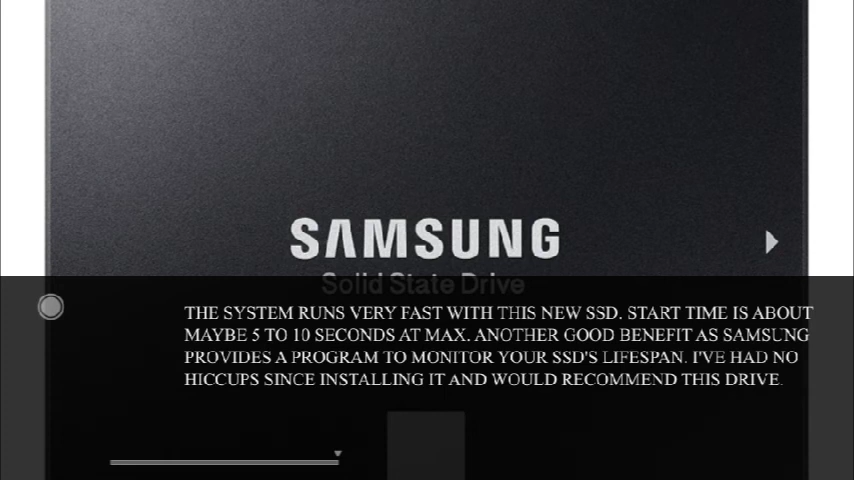 SAMSUNG
Solid State Drive
THE SYSTEM RUNS VERY FAST WITH THIS NEW SSD. START TIME IS ABOUT
MAYBE 5 TO 10 SECONDS AT MAX. ANOTHER GOOD BENEFIT AS SAMSUNG
PROVIDES A PROGRAM TO MONITOR YOUR SSD'S LIFESPAN. I'VE HAD NO
HICCUPS SINCE INSTALLING IT AND WOULD RECOMMEND THIS DRIVE.